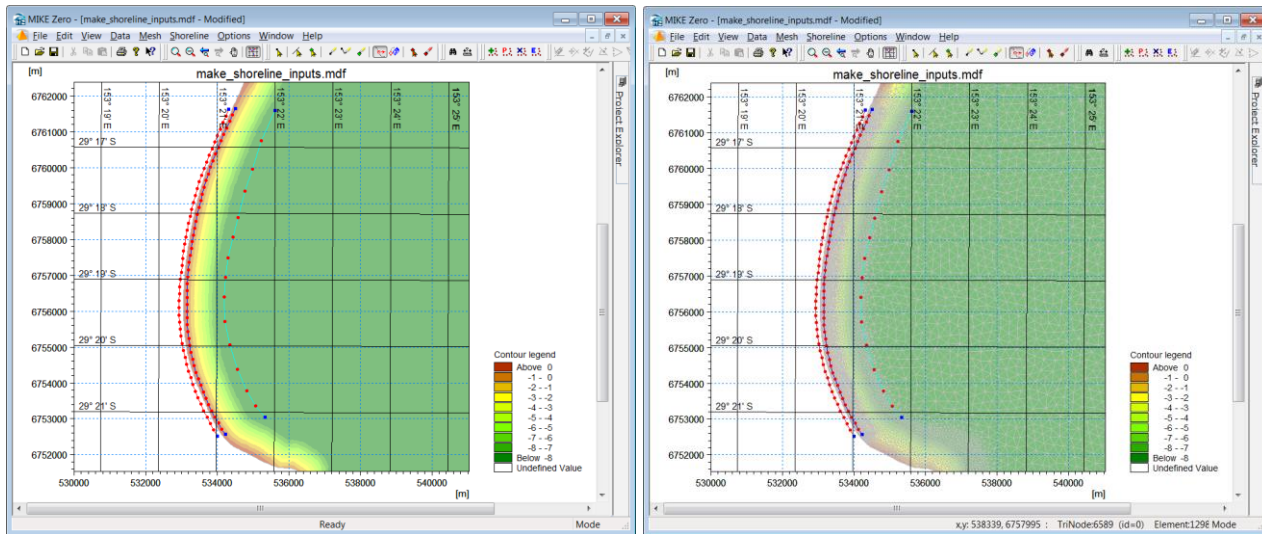 MIKE Zero - [make_shoreline_inputs.mdf - Modified]
File Edit View Data Mesh Shoreline Options Window Help
[m]
make_shoreline_inputs.mdf
6762000
6761000
6760000
6759000
6758000
6757000
6756000
6755000
6754000
6753000
6752000
153° 19' E
153° 20' E
153° 21' E
153° 22' E
153° 23' E
153° 24' E
153° 25' E
29° 17' S
29° 18' S
29° 19' S
29° 20' S
29° 21' S
Contour legend
Above 0
-1 - 0
-2 - -1
-3 - -2
-4 - -3
-5 - -4
-6 - -5
-7 - -6
-8 - -7
Below -8
Undefined Value
530000 532000 534000 536000 538000 540000
[m]
Project Explorer
Ready Mode
MIKE Zero - [make_shoreline_inputs.mdf - Modified]
File Edit View Data Mesh Shoreline Options Window Help
[m]
make_shoreline_inputs.mdf
6762000
6761000
6760000
6759000
6758000
6757000
6756000
6755000
6754000
6753000
6752000
153° 19' E
153° 20' E
153° 21' E
153° 22' E
153° 23' E
153° 24' E
153° 25' E
29° 17' S
29° 18' S
29° 19' S
29° 20' S
29° 21' S
Contour legend
Above 0
-1 - 0
-2 - -1
-3 - -2
-4 - -3
-5 - -4
-6 - -5
-7 - -6
-8 - -7
Below -8
Undefined Value
530000 532000 534000 536000 538000 540000
[m]
Project Explorer
x,y: 538339, 6757995 : TriNode:6589 (id=0) Element:1298 Mode